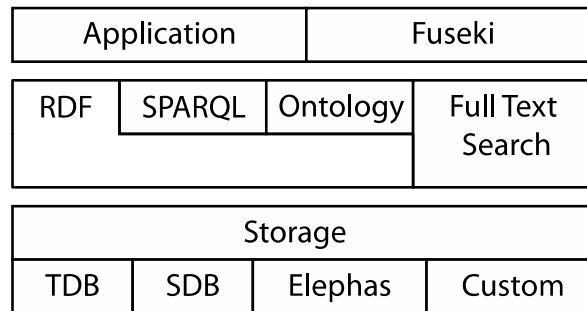 Application Fuseki
RDF SPARQL Ontology Full Text
Search
Storage
TDB SDB Elephas Custom